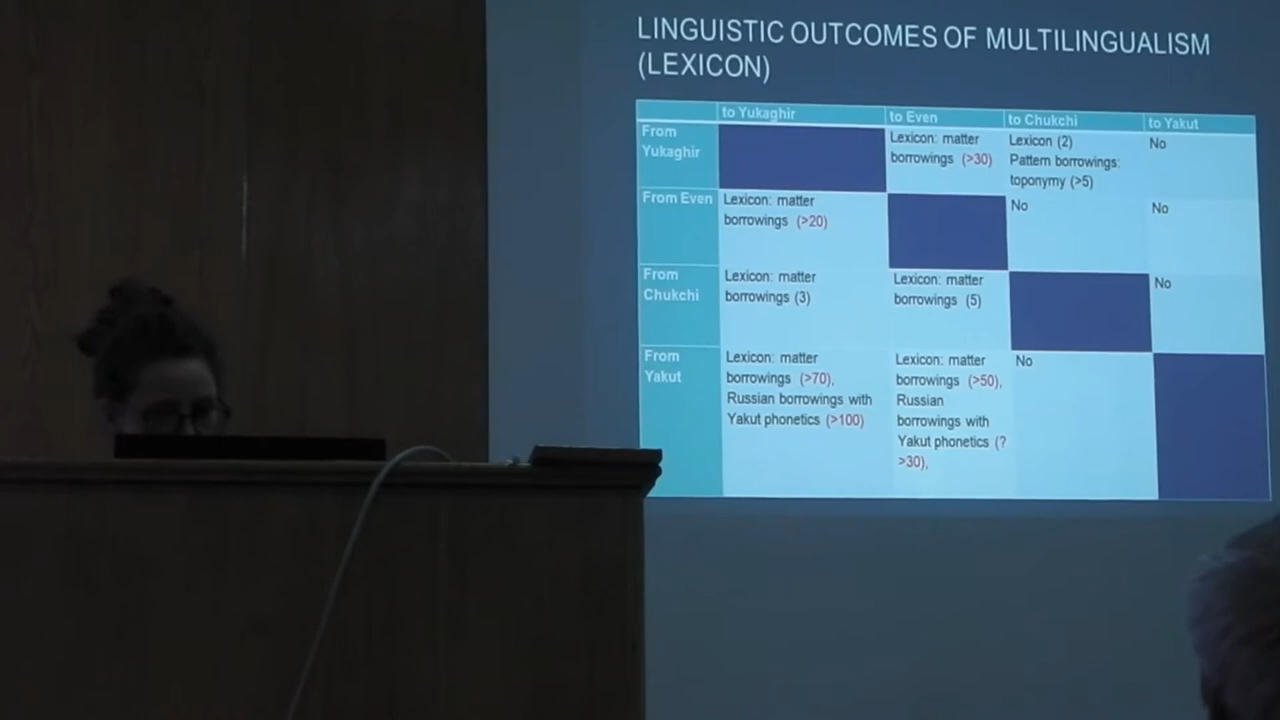 LINGUISTIC OUTCOMES OF MULTILINGUALISM
(LEXICON)
to Yukaghir
to Even
to Chukchi
to Yakut
From
Yukaghir
Lexicon: matter
borrowings (>30)
Lexicon (2)
Pattern borrowings:
toponymy (>5)
No
From Even
Lexicon: matter
borrowings (>20)
No
No
From
Chukchi
Lexicon: matter
borrowings (3)
Lexicon: matter
borrowings (5)
No
From
Yakut
Lexicon: matter
borrowings (>70),
Russian borrowings with
Yakut phonetics (>100)
Lexicon: matter
borrowings (>50),
Russian
borrowings with
Yakut phonetics (?
>30),
No